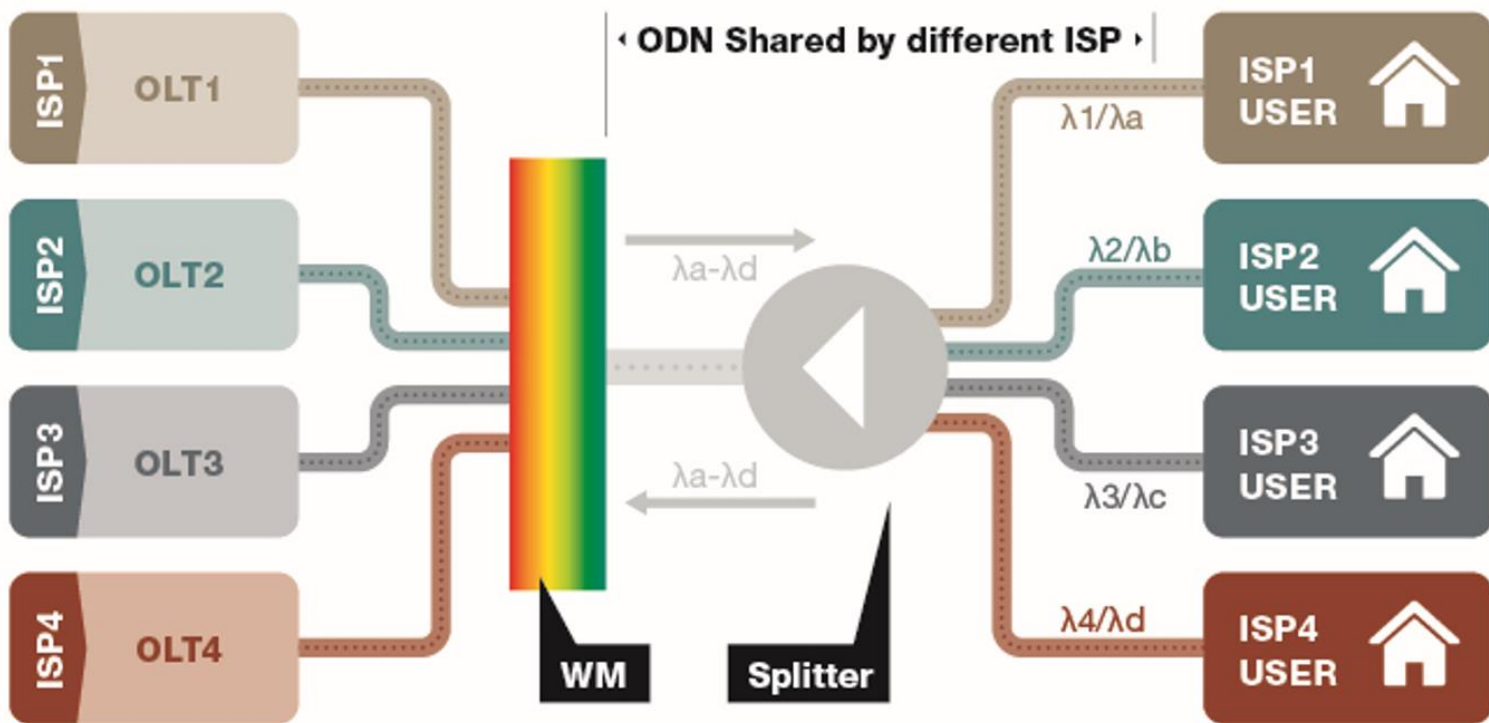 ODN Shared by different ISP
ISP1
OLT1
ISP2
OLT2
ISP3
OLT3
ISP4
OLT4
λa-λd
λa-λd
WM
Splitter
λ1/λa
ISP1
USER
λ2/λb
ISP2
USER
λ3/λc
ISP3
USER
λ4/λd
ISP4
USER